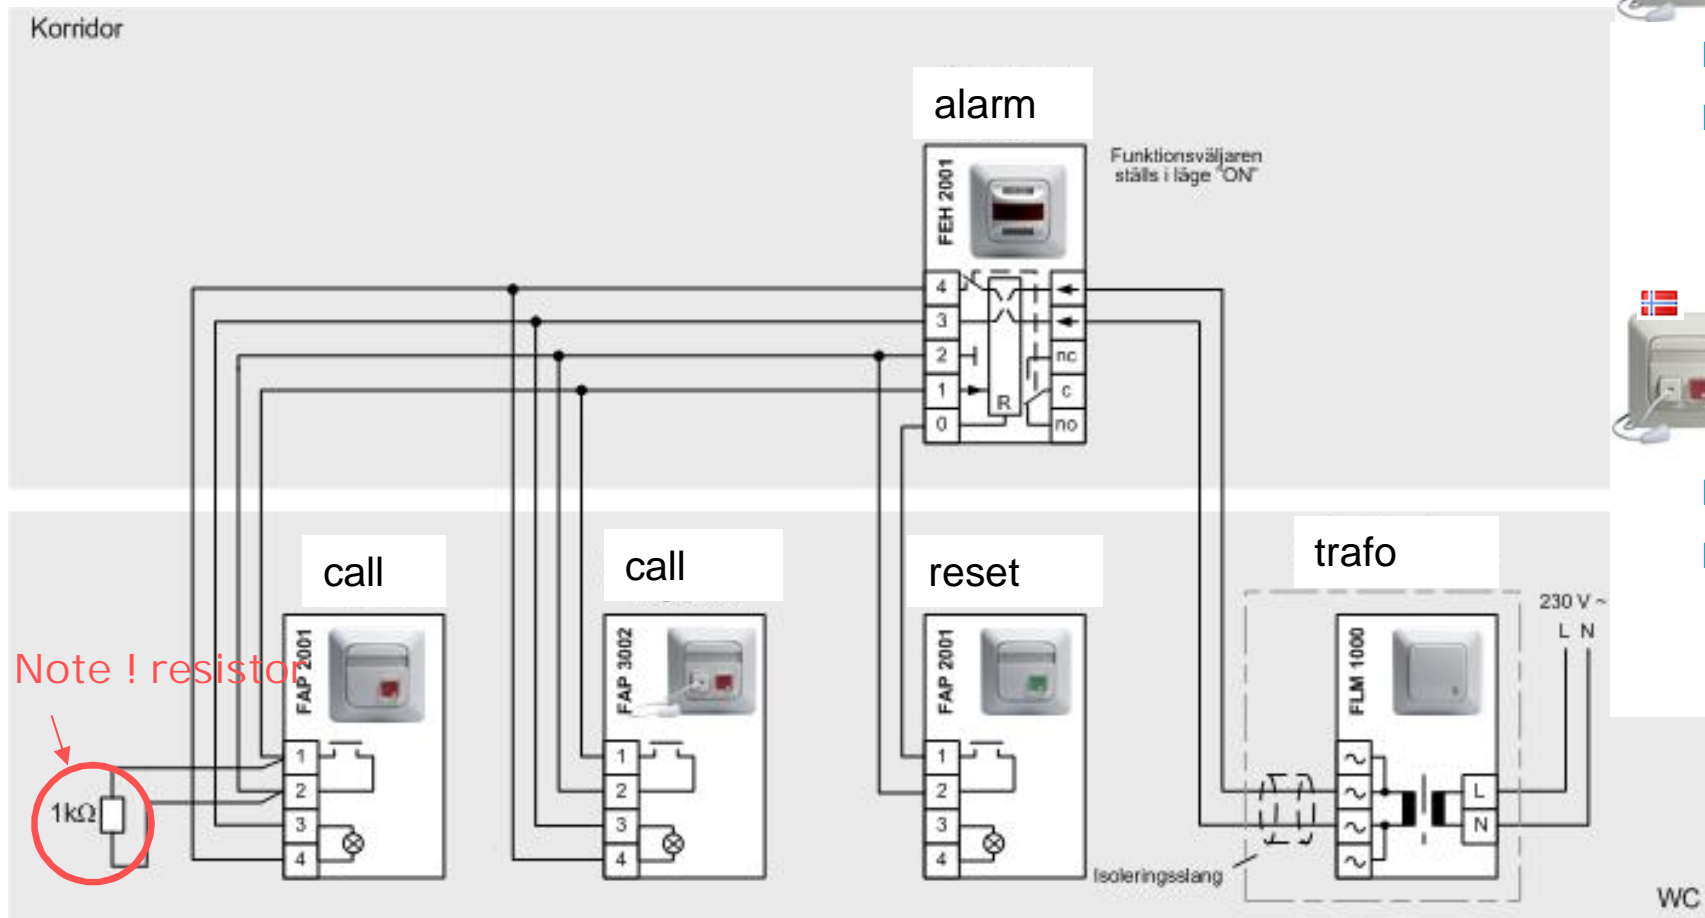 Korridor
alarm
Funktionsväljaren
ställs i läge "ON"
FEH 2001
4
3
2
1
0
nc
c
no
R
call
call
reset
trafo
230 V ~
L N
Note ! resistor
FAP 2001
FAP 3002
FAP 2001
FLM 1000
1kΩ
1
2
3
4
1
2
3
4
1
2
3
4
~
~
~
~
L
N
Isoleringsslang
WC